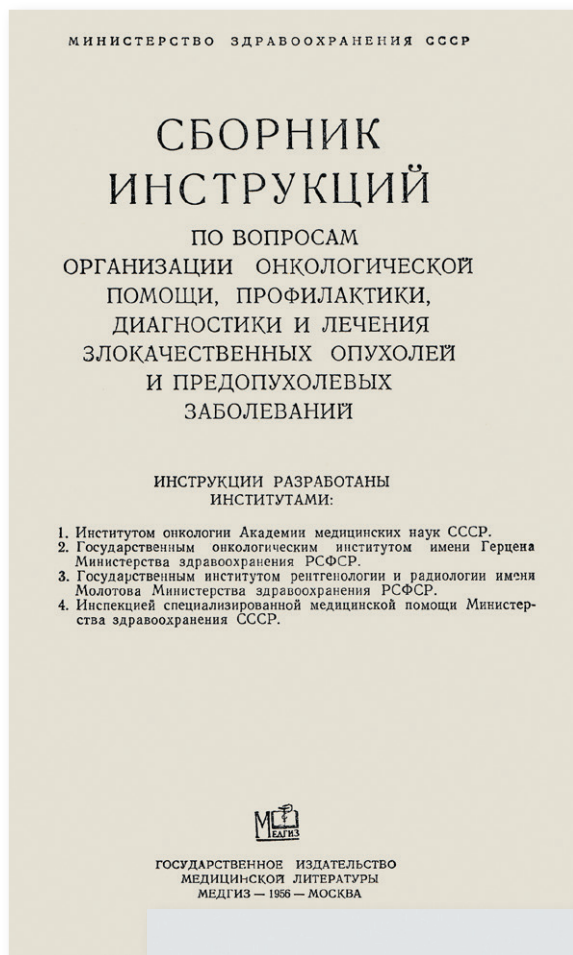 МИНИСТЕРСТВО ЗДРАВООХРАНЕНИЯ СССР
СБОРНИК
ИНСТРУКЦИЙ
ПО ВОПРОСАМ
ОРГАНИЗАЦИИ ОНКОЛОГИЧЕСКОЙ
ПОМОЩИ, ПРОФИЛАКТИКИ,
ДИАГНОСТИКИ И ЛЕЧЕНИЯ
ЗЛОКАЧЕСТВЕННЫХ ОПУХОЛЕЙ
И ПРЕДОПУХОЛЕВЫХ
ЗАБОЛЕВАНИЙ
ИНСТРУКЦИИ РАЗРАБОТАНЫ
ИНСТИТУТАМИ:
1. Институтом онкологии Академии медицинских наук СССР.
2. Государственным онкологическим институтом имени Герцена
Министерства здравоохранения РСФСР.
3. Государственным институтом рентгенологии и радиологии имени
Молотова Министерства здравоохранения РСФСР.
4. Инспекцией специализированной медицинской помощи Министер-
ства здравоохранения СССР.
МЕДГИЗ
ГОСУДАРСТВЕННОЕ ИЗДАТЕЛЬСТВО
МЕДИЦИНСКОЙ ЛИТЕРАТУРЫ
МЕДГИЗ — 1956 — МОСКВА